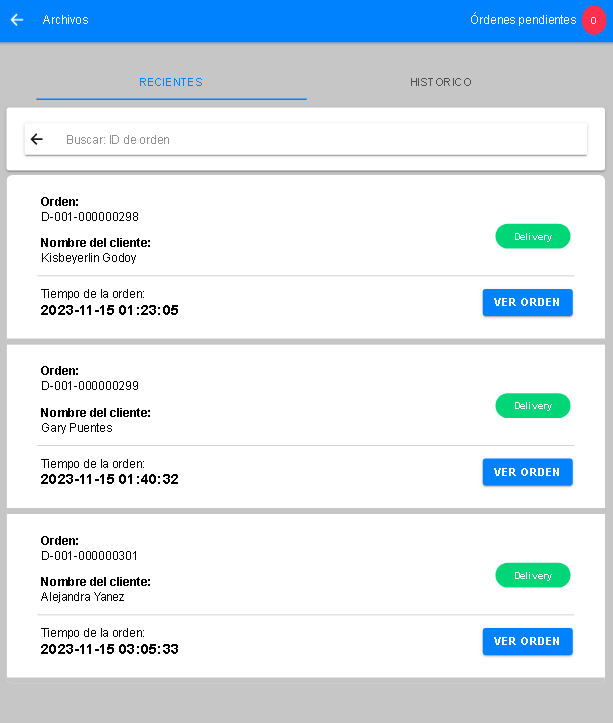 Archivos
Órdenes pendientes 0
RECIENTES
HISTORICO
Buscar: ID de orden
Orden:
D-001-000000298
Delivery
Nombre del cliente:
Kisbeyerlin Godoy
Tiempo de la orden:
2023-11-15 01:23:05
VER ORDEN
Orden:
D-001-000000299
Delivery
Nombre del cliente:
Gary Puentes
Tiempo de la orden:
2023-11-15 01:40:32
VER ORDEN
Orden:
D-001-000000301
Delivery
Nombre del cliente:
Alejandra Yanez
Tiempo de la orden:
2023-11-15 03:05:33
VER ORDEN